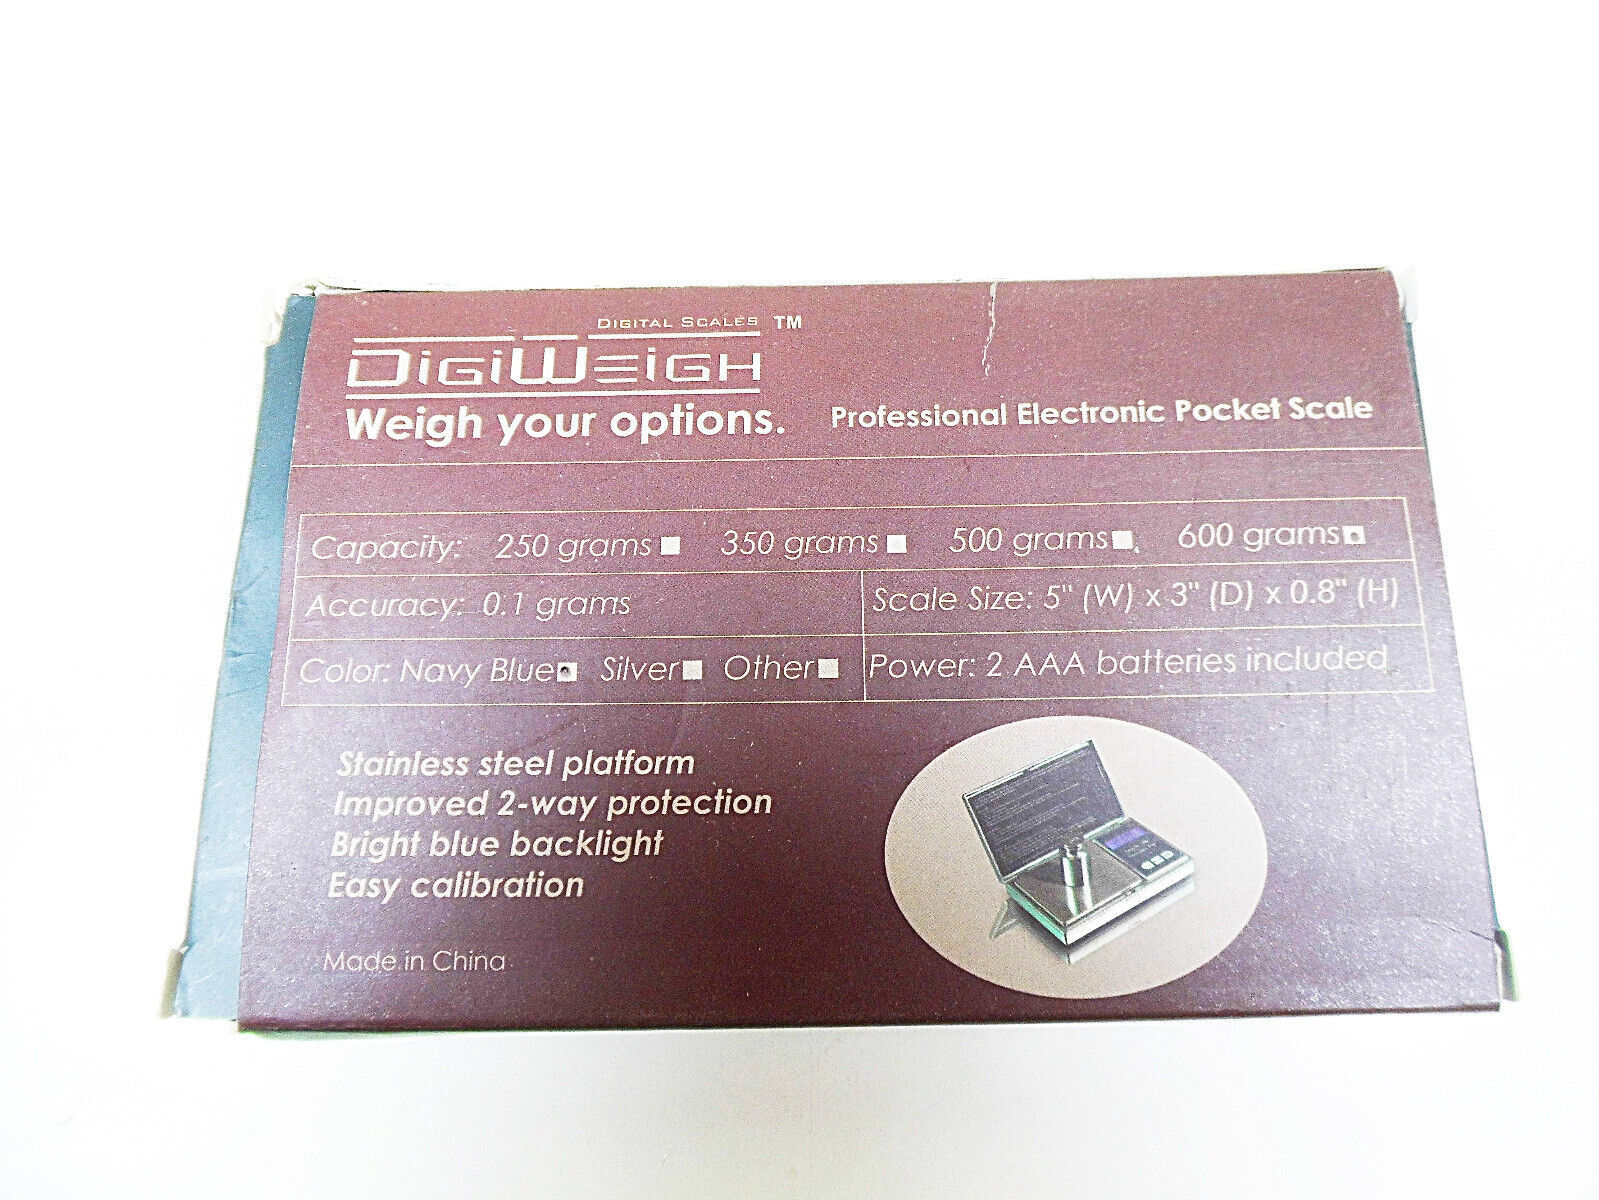 DIGITAL SCALES TM
DIGIWEIGH
Weigh your options.
Professional Electronic Pocket Scale
Capacity: 250 grams 350 grams 500 grams 600 grams
Accuracy: 0.1 grams
Scale Size: 5" (W) x 3" (D) x 0.8" (H)
Color: Navy Blue Silver Other
Power: 2 AAA batteries included
Stainless steel platform
Improved 2-way protection
Bright blue backlight
Easy calibration
Made in China